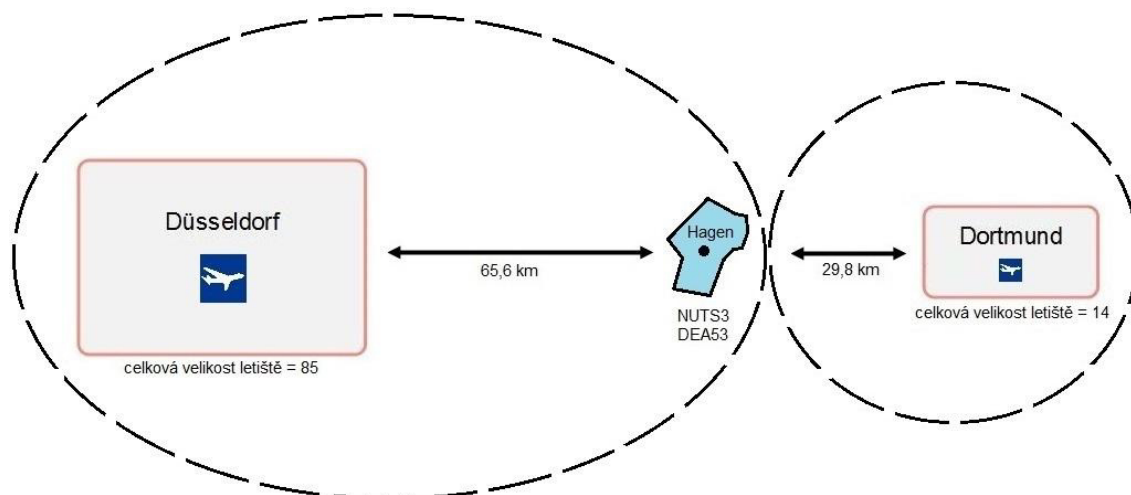 Düsseldorf
celková velikost letiště = 85
65,6 km
Hagen
NUTS3
DEA53
29,8 km
Dortmund
celková velikost letiště = 14